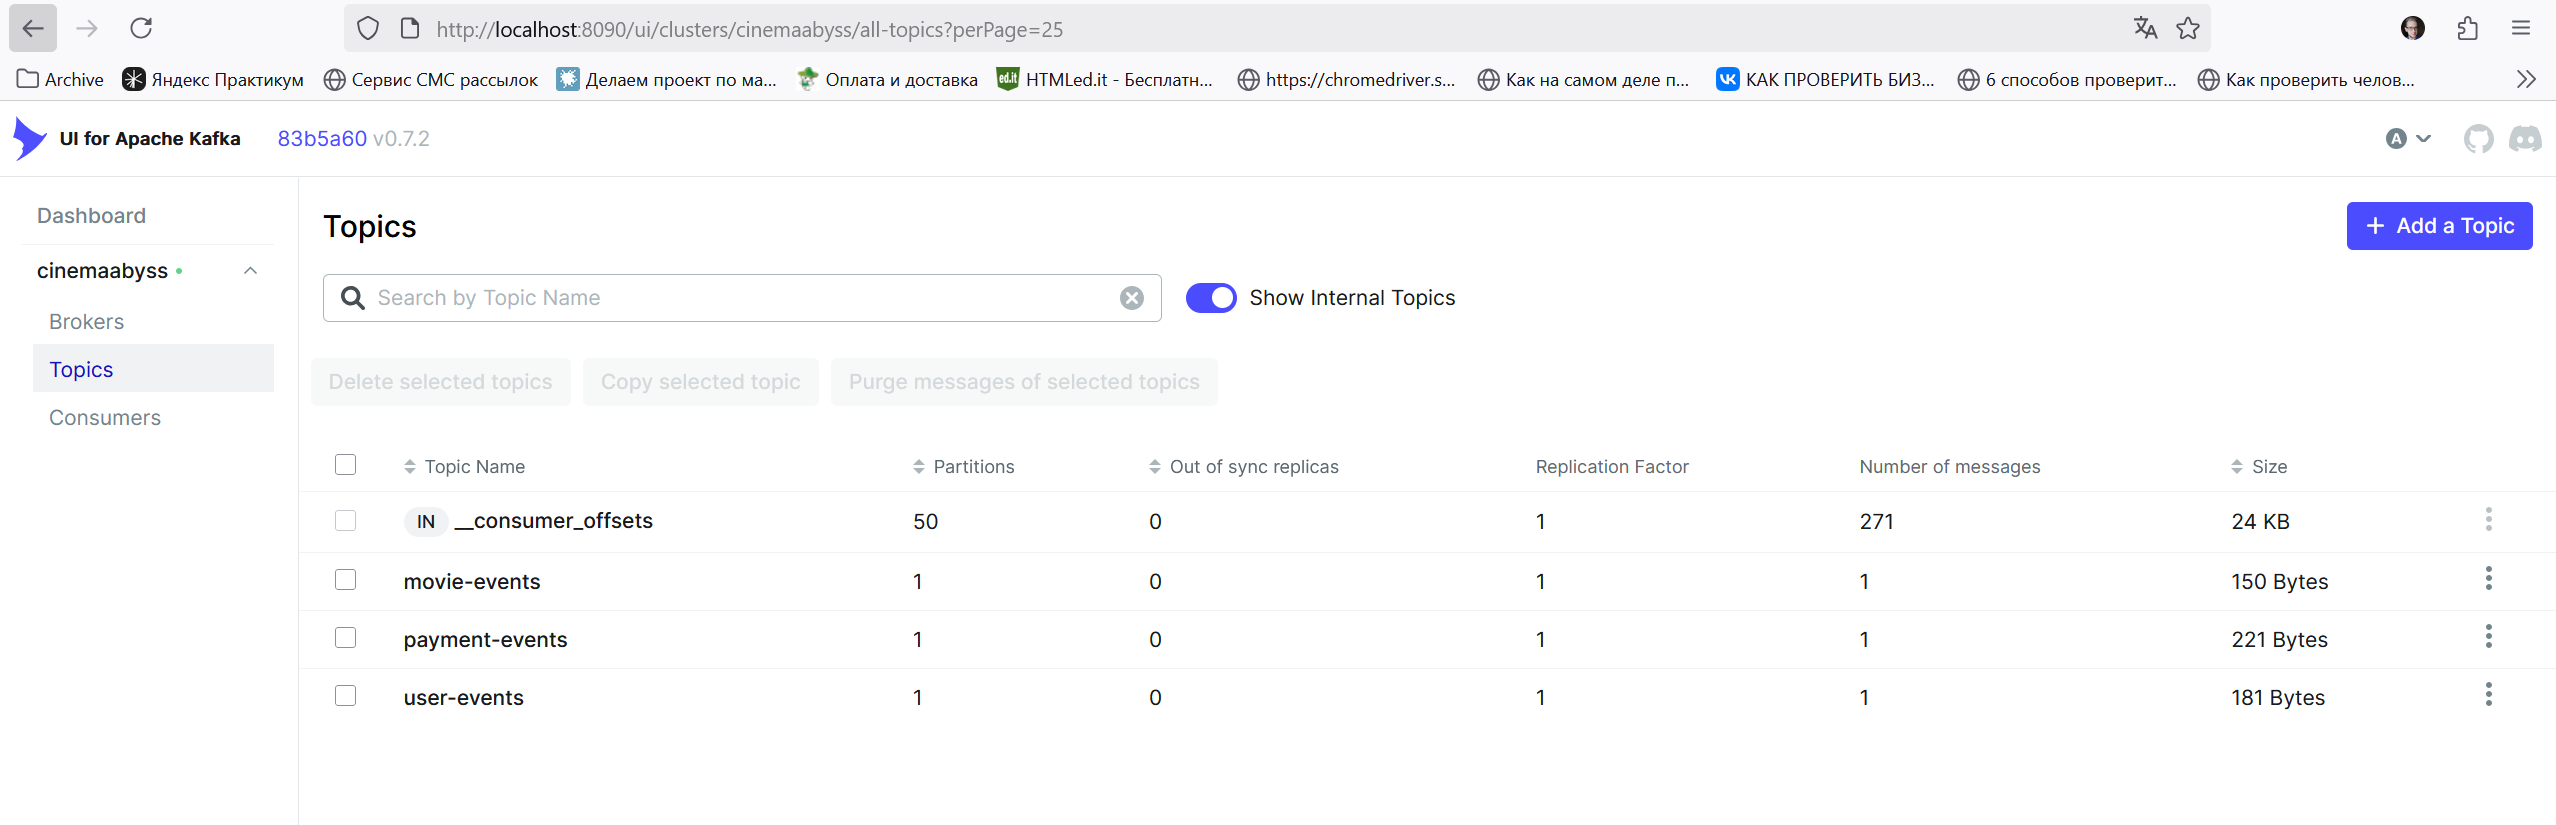 http://localhost:8090/ui/clusters/cinemaabyss/all-topics?perPage=25
Archive Яндекс Практикум Сервис СМС рассылок Делаем проект по ма... Оплата и доставка ed.it HTMLed.it - Бесплатн... https://chromedriver.s... Как на самом деле п... КАК ПРОВЕРИТЬ БИЗ... 6 способов проверит... Как проверить челов...
UI for Apache Kafka 83b5a60 v0.7.2 A
Dashboard
cinemaabyss
Brokers
Topics
Consumers
Topics
+ Add a Topic
Search by Topic Name Show Internal Topics
Delete selected topics Copy selected topic Purge messages of selected topics
Topic Name Partitions Out of sync replicas Replication Factor Number of messages Size
IN __consumer_offsets 50 0 1 271 24 KB
movie-events 1 0 1 1 150 Bytes
payment-events 1 0 1 1 221 Bytes
user-events 1 0 1 1 181 Bytes